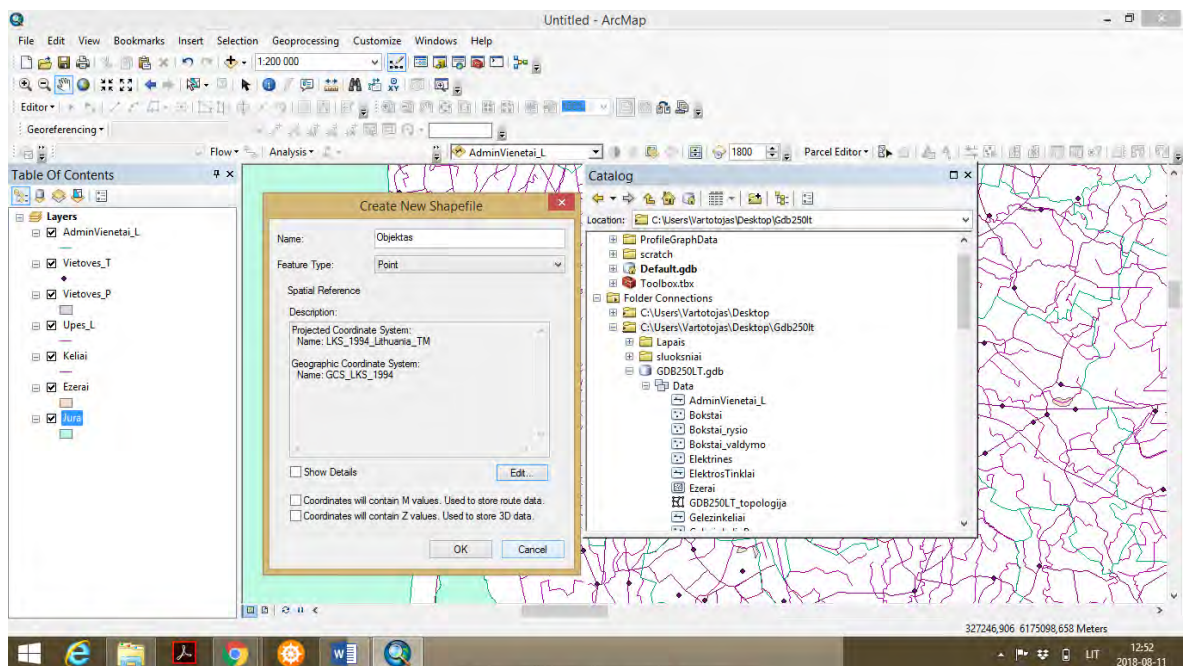 Untitled - ArcMap
File Edit View Bookmarks Insert Selection Geoprocessing Customize Windows Help
1:200 000
Editor
Georeferencing
Flow Analysis AdminVienetai_L 1800 Parcel Editor
Table Of Contents
Layers
AdminVienetai_L
Vietoves_T
Vietoves_P
Upes_L
Keliai
Ezerai
Jura
Create New Shapefile
Name: Objektas
Feature Type: Point
Spatial Reference
Description:
Projected Coordinate System:
Name: LKS_1994_Lithuania_TM
Geographic Coordinate System:
Name: GCS_LKS_1994
Show Details
Edit...
Coordinates will contain M values. Used to store route data.
Coordinates will contain Z values. Used to store 3D data.
OK Cancel
Catalog
Location: C:\Users\Vartotojas\Desktop\Gdb250lt
ProfileGraphData
scratch
Default.gdb
Toolbox.tbx
Folder Connections
C:\Users\Vartotojas\Desktop
C:\Users\Vartotojas\Desktop\Gdb250lt
Lapais
sluoksniai
GDB250LT.gdb
Data
AdminVienetai_L
Bokstai
Bokstai_rysio
Bokstai_valdymo
Elektrines
ElektrosTinklai
Ezerai
GDB250LT_topologija
Gelezinkeliai
327246,906 6175098,658 Meters
LIT
12:52
2018-08-11